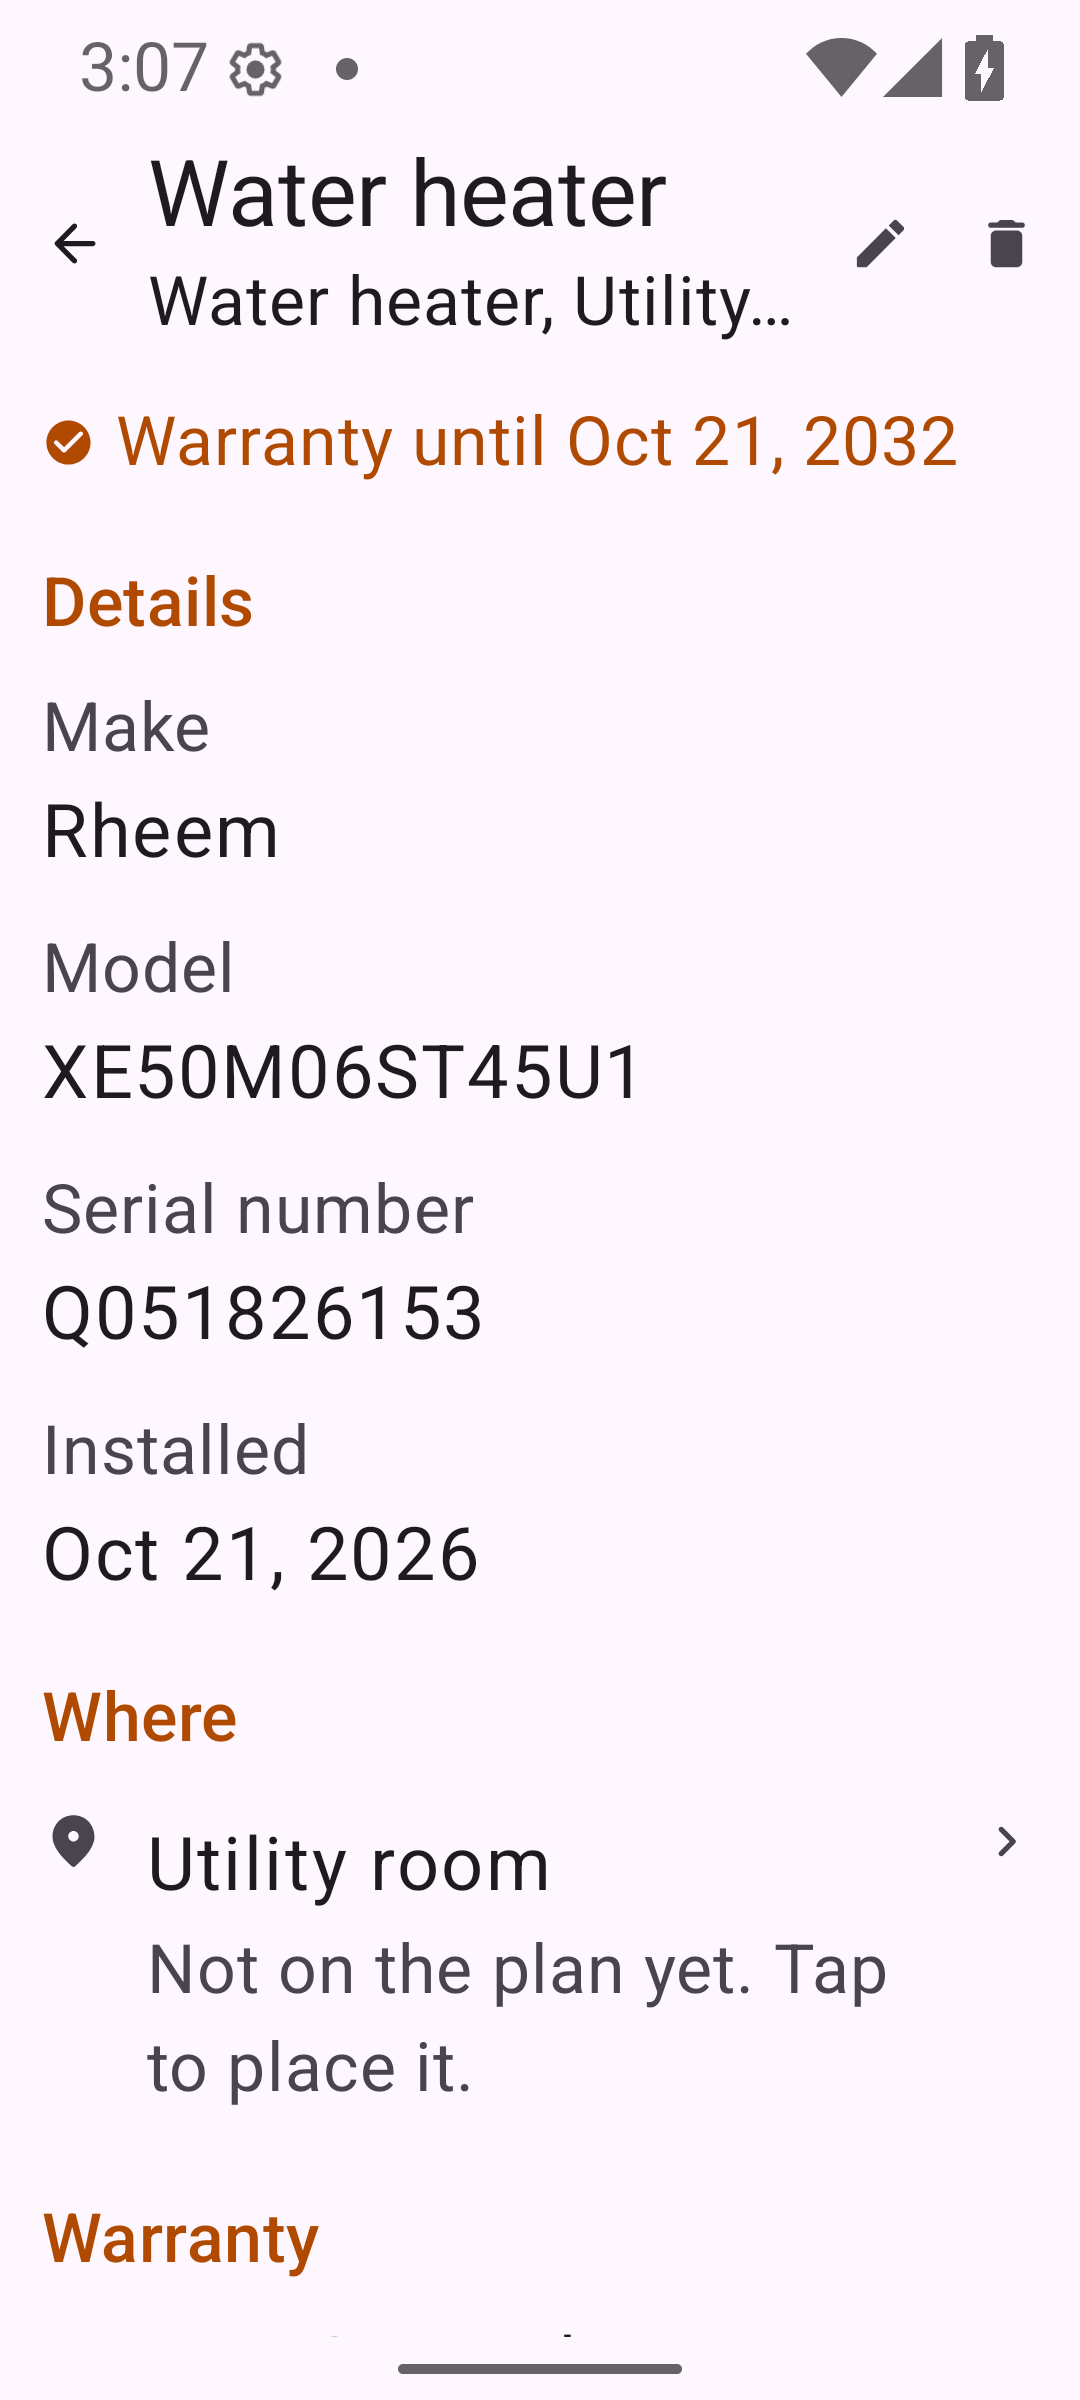 3:07
Water heater
Water heater, Utility…
Warranty until Oct 21, 2032
Details
Make
Rheem
Model
XE50M06ST45U1
Serial number
Q051826153
Installed
Oct 21, 2026
Where
Utility room
Not on the plan yet. Tap
to place it.
Warranty